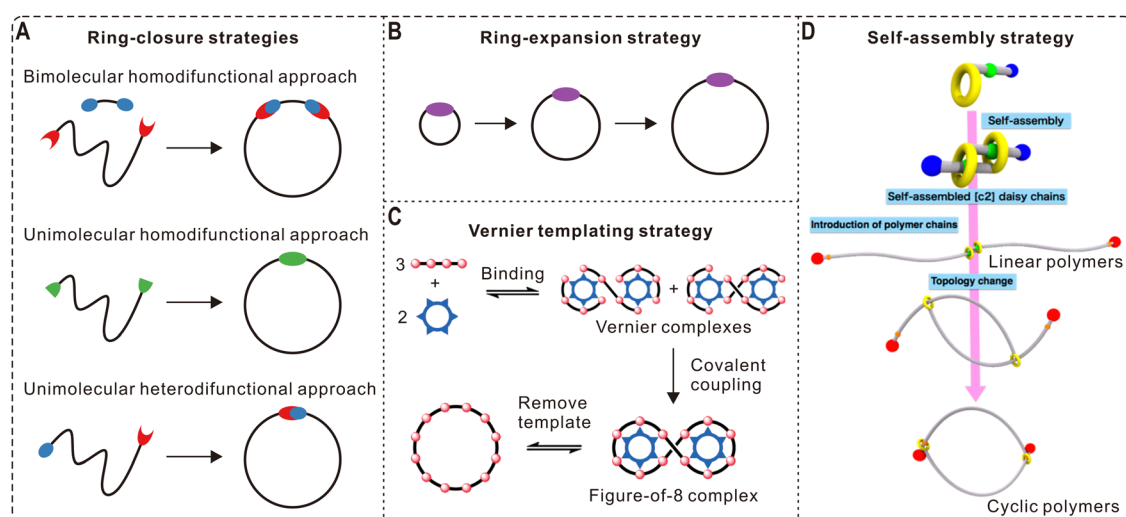 A
Ring-closure strategies
Bimolecular homodifunctional approach
Unimolecular homodifunctional approach
Unimolecular heterodifunctional approach
B
Ring-expansion strategy
C
Vernier templating strategy
3
+
2
Binding
+
Vernier complexes
Covalent
coupling
Remove
template
Figure-of-8 complex
D
Self-assembly strategy
Self-assembly
Self-assembled [c2] daisy chains
Introduction of polymer chains
Linear polymers
Topology change
Cyclic polymers